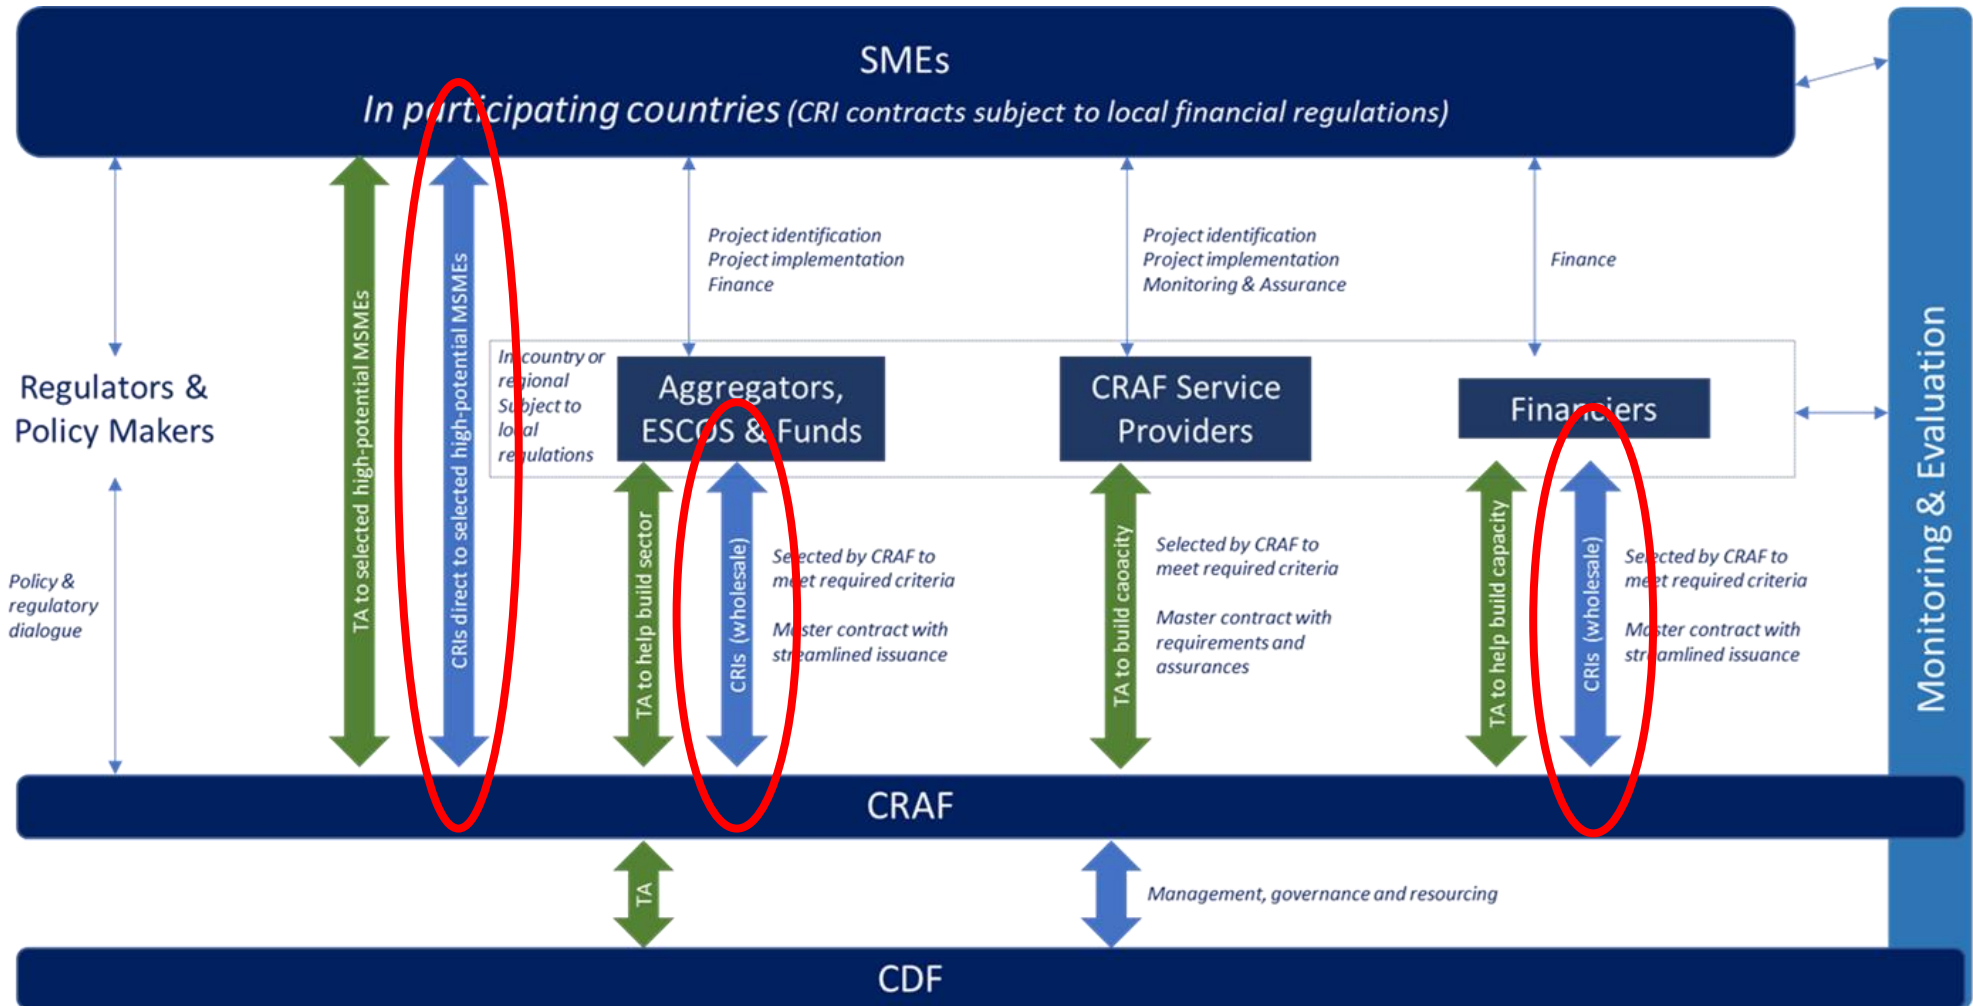 SMEs
In participating countries (CRI contracts subject to local financial regulations)
Project identification
Project implementation
Finance
Project identification
Project implementation
Monitoring & Assurance
Finance
TA to selected high-potential MSMEs
CRIs direct to selected high-potential MSMEs
In country or
regional
Subject to
local
regulations
Regulators &
Policy Makers
Aggregators,
ESCOS & Funds
CRAF Service
Providers
Financiers
Policy &
regulatory
dialogue
TA to help build sector
CRIs (wholesale)
Selected by CRAF to
meet required criteria
Master contract with
streamlined issuance
TA to build caoacity
Selected by CRAF to
meet required criteria
Master contract with
requirements and
assurances
TA to help build capacity
CRIs (wholesale)
Selected by CRAF to
meet required criteria
Master contract with
streamlined issuance
Monitoring & Evaluation
CRAF
TA
Management, governance and resourcing
CDF